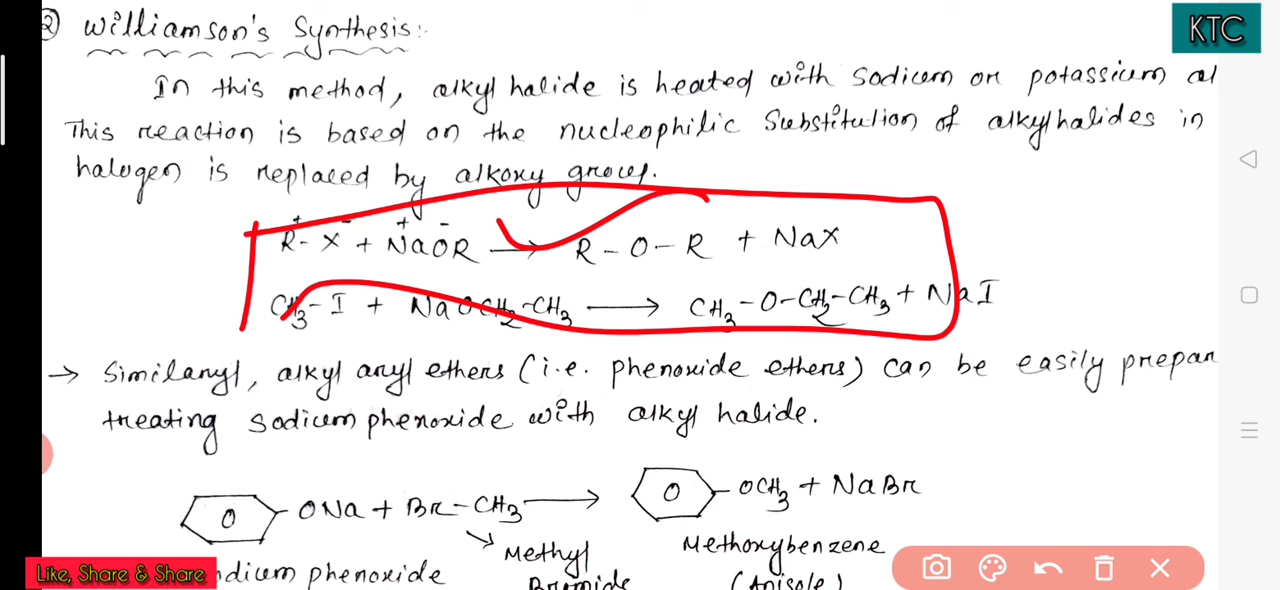 ② Williamson's Synthesis:-
KTC
In this method, alkyl halide is heated with sodium or potassium al
This reaction is based on the nucleophilic substitution of alkylhalides in
halogen is replaced by alkoxy group.
R⁺-X⁻ + Na⁺O⁻R ⟶ R-O-R + NaX
CH₃-I + NaOCH₂-CH₃ ⟶ CH₃-O-CH₂-CH₃ + NaI
→ Similarly, alkyl aryl ethers (i.e. phenoxide ethers) can be easily prepar
treating sodium phenoxide with alkyl halide.
ONa + Br-CH₃ ⟶ OCH₃ + NaBr
Methyl Methoxybenzene
Like, Share & Share dium phenoxide Bromide (Anisole)